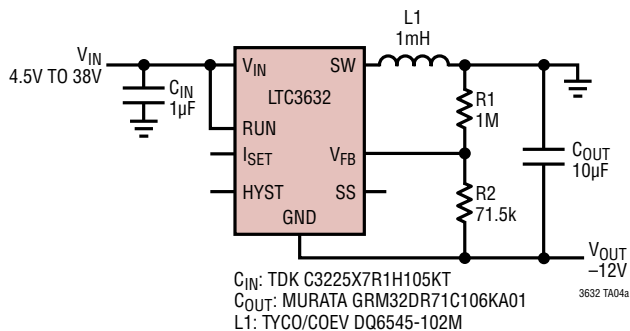 L1
1mH
VIN
4.5V TO 38V
CIN
1µF
VIN
SW
LTC3632
RUN
ISET
VFB
HYST
SS
GND
R1
1M
R2
71.5k
COUT
10µF
VOUT
–12V
3632 TA04a
CIN: TDK C3225X7R1H105KT
COUT: MURATA GRM32DR71C106KA01
L1: TYCO/COEV DQ6545-102M